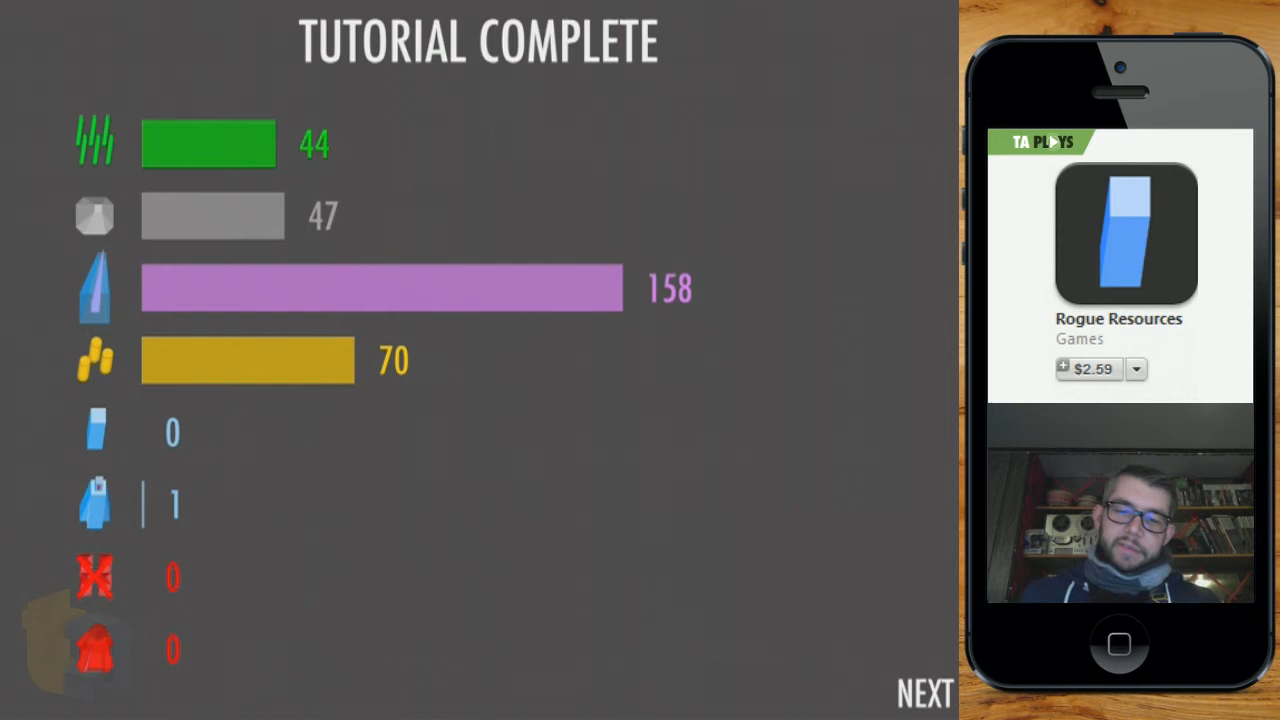 TUTORIAL COMPLETE
44
47
158
70
0
1
0
0
NEXT
TA PLAYS
Rogue Resources
Games
$2.59